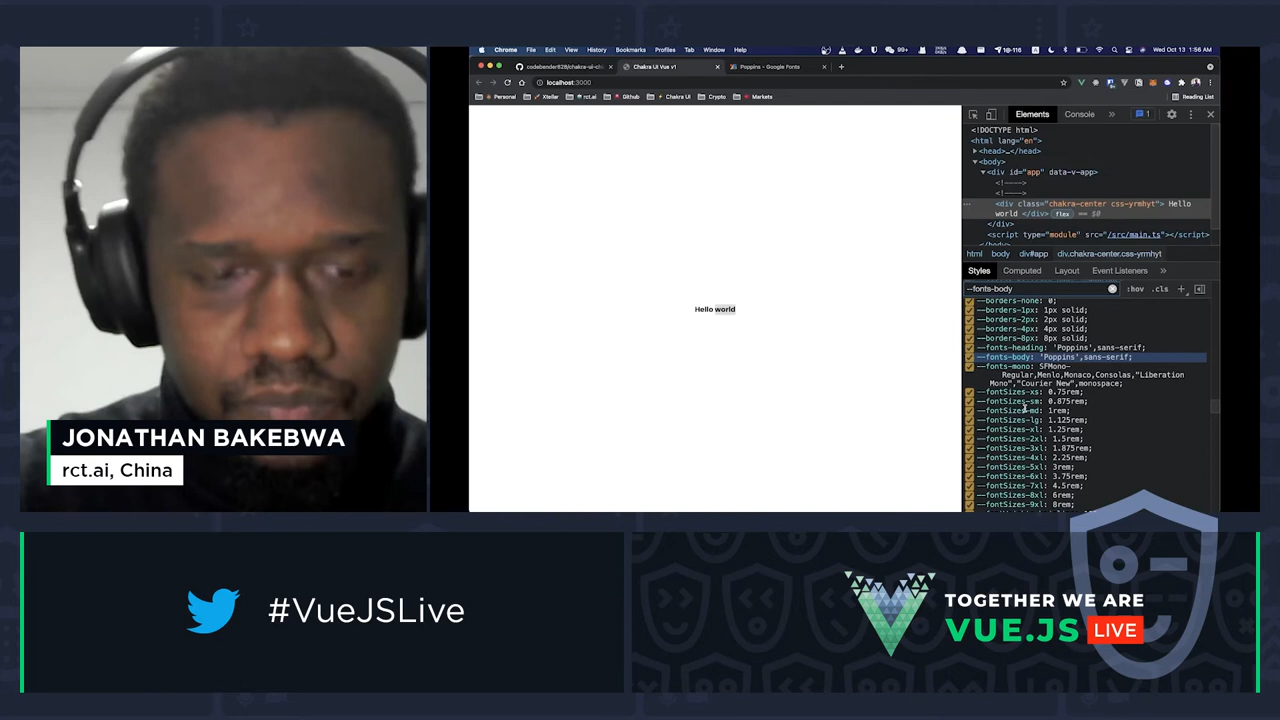 Chrome File Edit View History Bookmarks Profiles Tab Window Help
99+
Wed Oct 13 1:56 AM
Chakra UI Vue v1
Poppins - Google Fonts
localhost:3000
Personal Xtellar rct.ai Github Chakra UI Crypto Markets
Reading List
Elements Console » 1
<!DOCTYPE html>
<html lang="en">
<head>…</head>
<body>
<div id="app" data-v-app>
<!---->
<!---->
<div class="chakra-center css-yrmhyt"> Hello
world </div> flex == $0
</div>
<script type="module" src="/src/main.ts"></script>
</body>
html body div#app div.chakra-center.css-yrmhyt
Styles Computed Layout Event Listeners »
--fonts-body
:hov .cls +
--borders-none: 0;
--borders-1px: 1px solid;
--borders-2px: 2px solid;
--borders-4px: 4px solid;
--borders-8px: 8px solid;
--fonts-heading: 'Poppins',sans-serif;
--fonts-body: 'Poppins',sans-serif;
--fonts-mono: SFMono-
Regular,Menlo,Monaco,Consolas,"Liberation
Mono","Courier New",monospace;
--fontSizes-xs: 0.75rem;
--fontSizes-sm: 0.875rem;
--fontSizes-md: 1rem;
--fontSizes-lg: 1.125rem;
--fontSizes-xl: 1.25rem;
--fontSizes-2xl: 1.5rem;
--fontSizes-3xl: 1.875rem;
--fontSizes-4xl: 2.25rem;
--fontSizes-5xl: 3rem;
--fontSizes-6xl: 3.75rem;
--fontSizes-7xl: 4.5rem;
--fontSizes-8xl: 6rem;
--fontSizes-9xl: 8rem;
Hello world
JONATHAN BAKEBWA
rct.ai, China
#VueJSLive
TOGETHER WE ARE
VUE.JS LIVE